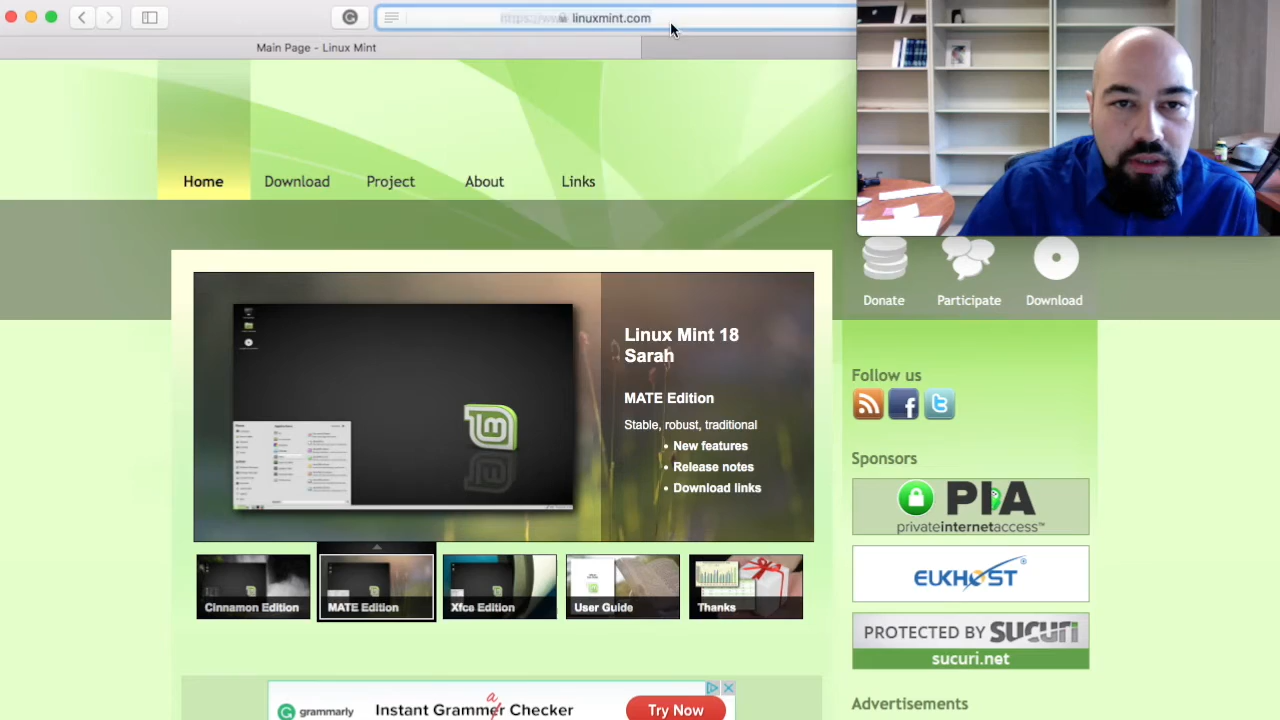 linuxmint.com
Main Page - Linux Mint
Home
Download
Project
About
Links
Donate
Participate
Download
Linux Mint 18
Sarah
MATE Edition
Stable, robust, traditional
• New features
• Release notes
• Download links
Cinnamon Edition
MATE Edition
Xfce Edition
User Guide
Thanks
Follow us
Sponsors
PIA
privateinternetaccess™
EUKHOST
PROTECTED BY SUCURI
sucuri.net
Advertisements
grammarly
Instant Grammer Checker
a
Try Now